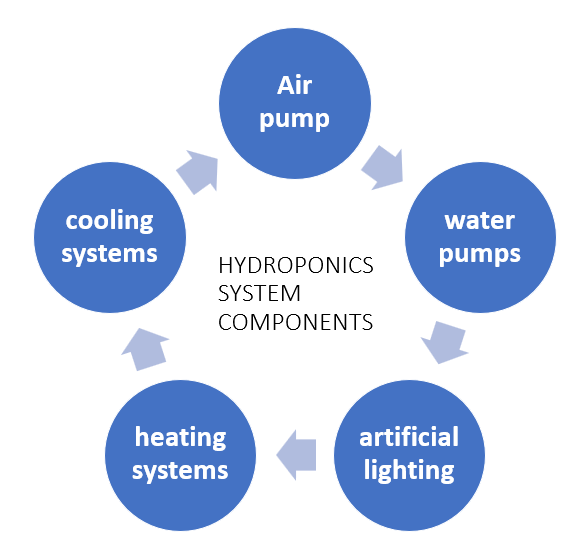 Air
pump
water
pumps
artificial
lighting
heating
systems
cooling
systems
HYDROPONICS
SYSTEM
COMPONENTS